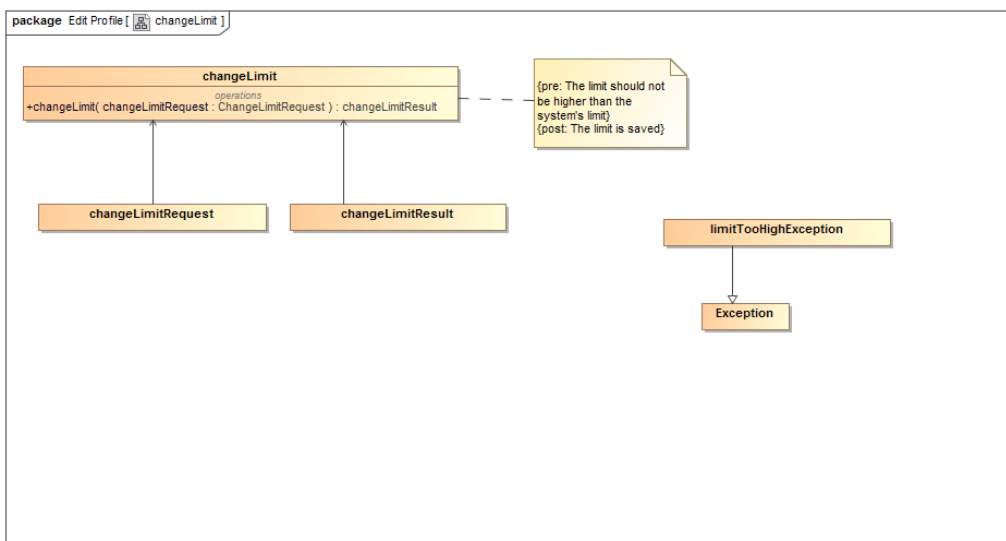 package Edit Profile [ changeLimit ]
changeLimit
operations
+changeLimit( changeLimitRequest : ChangeLimitRequest ) : changeLimitResult
{pre: The limit should not
be higher than the
system's limit}
{post: The limit is saved}
changeLimitRequest
changeLimitResult
limitTooHighException
Exception